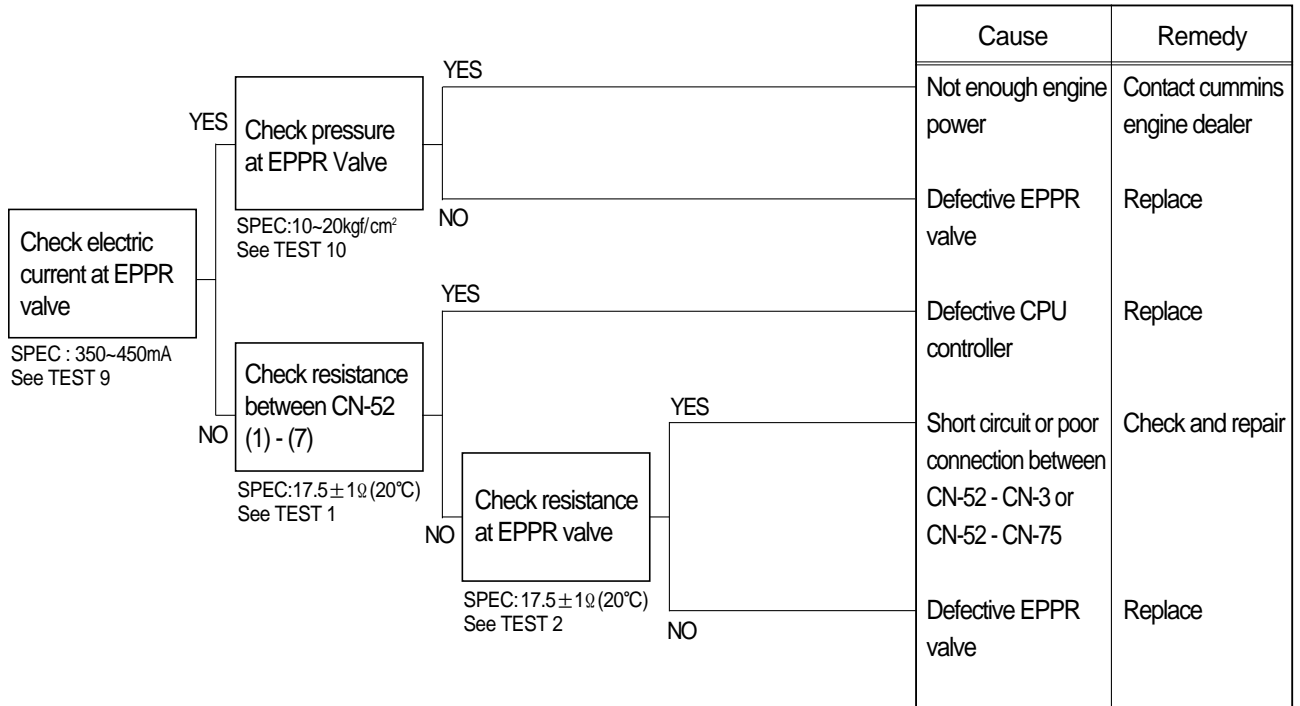 Cause
Remedy
YES
Not enough engine
power
Contact cummins
engine dealer
YES
Check pressure
at EPPR Valve
SPEC:10~20kgf/cm²
See TEST 10
NO
Defective EPPR
valve
Replace
Check electric
current at EPPR
valve
SPEC : 350~450mA
See TEST 9
YES
Defective CPU
controller
Replace
NO
Check resistance
between CN-52
(1) - (7)
SPEC:17.5±1Ω(20℃)
See TEST 1
YES
Short circuit or poor
connection between
CN-52 - CN-3 or
CN-52 - CN-75
Check and repair
NO
Check resistance
at EPPR valve
SPEC:17.5±1Ω(20℃)
See TEST 2
NO
Defective EPPR
valve
Replace